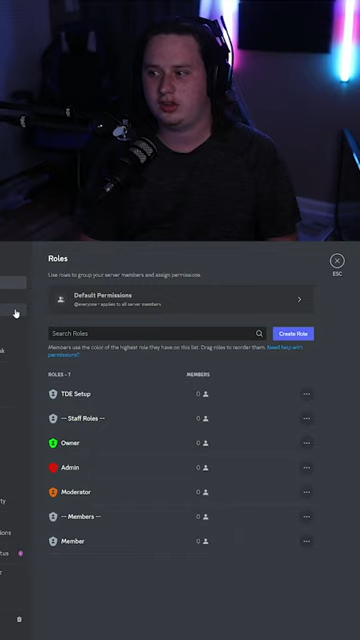 Roles
Use roles to group your server members and assign permissions.
Default Permissions
@everyone • applies to all server members
ESC
Search Roles
Create Role
Members use the color of the highest role they have on this list. Drag roles to reorder them. Need help with
permissions?
ROLES - 7
MEMBERS
TDE Setup
0
-- Staff Roles --
0
Owner
0
Admin
0
Moderator
0
-- Members --
0
Member
0